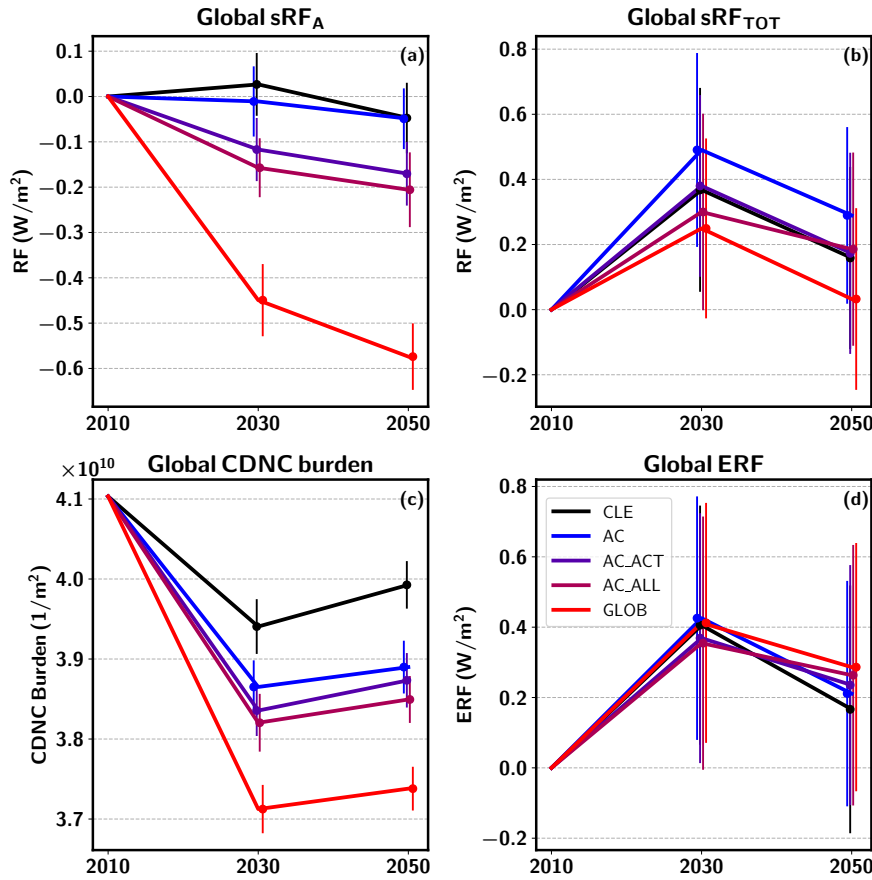 Global sRF_A
(a)
0.1
0.0
−0.1
−0.2
−0.3
−0.4
−0.5
−0.6
RF (W/m²)
2010 2030 2050
Global sRF_TOT
(b)
0.8
0.6
0.4
0.2
0.0
−0.2
RF (W/m²)
2010 2030 2050
×10¹⁰
Global CDNC burden
(c)
4.1
4.0
3.9
3.8
3.7
CDNC Burden (1/m²)
2010 2030 2050
Global ERF
(d)
0.8
0.6
0.4
0.2
0.0
−0.2
ERF (W/m²)
CLE
AC
AC_ACT
AC_ALL
GLOB
2010 2030 2050